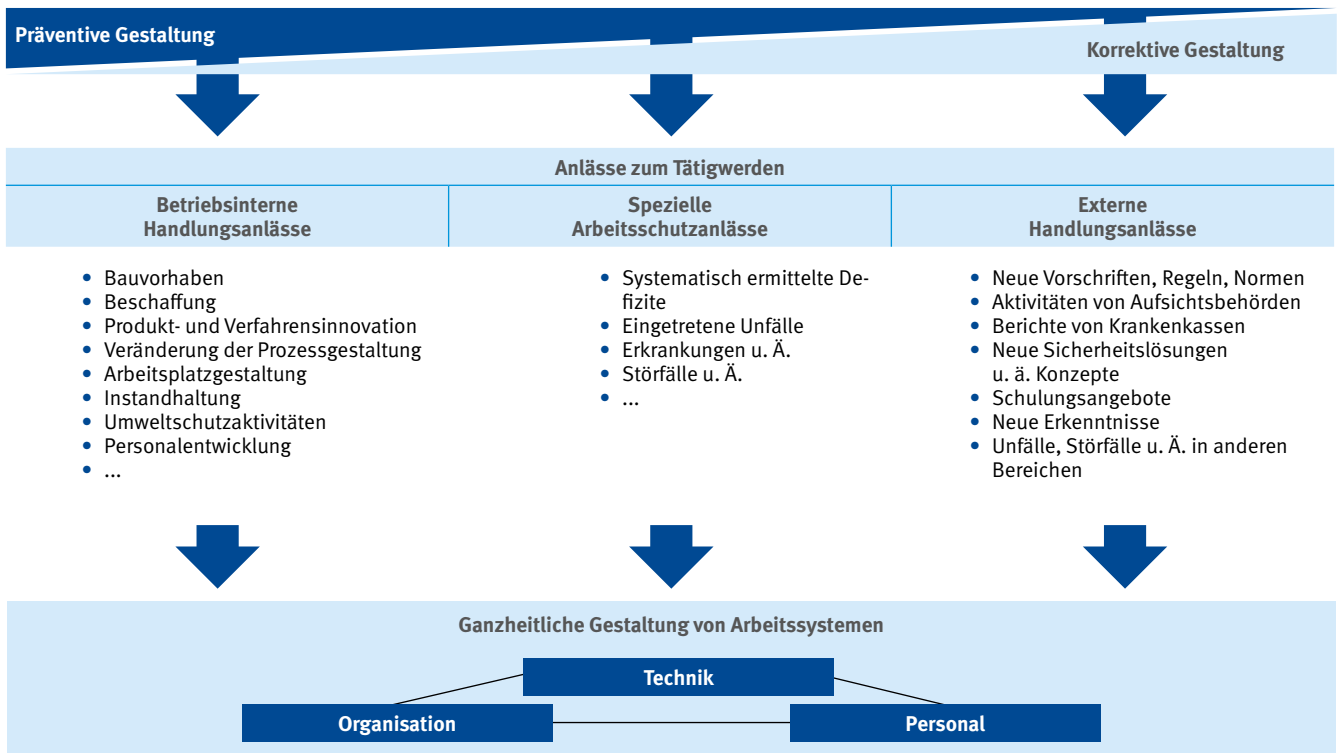 Präventive Gestaltung
Korrektive Gestaltung
Anlässe zum Tätigwerden
Betriebsinterne
Handlungsanlässe
Spezielle
Arbeitsschutzanlässe
Externe
Handlungsanlässe
• Bauvorhaben
• Beschaffung
• Produkt- und Verfahrensinnovation
• Veränderung der Prozessgestaltung
• Arbeitsplatzgestaltung
• Instandhaltung
• Umweltschutzaktivitäten
• Personalentwicklung
• ...
• Systematisch ermittelte De-
fizite
• Eingetretene Unfälle
• Erkrankungen u. Ä.
• Störfälle u. Ä.
• ...
• Neue Vorschriften, Regeln, Normen
• Aktivitäten von Aufsichtsbehörden
• Berichte von Krankenkassen
• Neue Sicherheitslösungen
u. ä. Konzepte
• Schulungsangebote
• Neue Erkenntnisse
• Unfälle, Störfälle u. Ä. in anderen
Bereichen
Ganzheitliche Gestaltung von Arbeitssystemen
Technik
Organisation
Personal